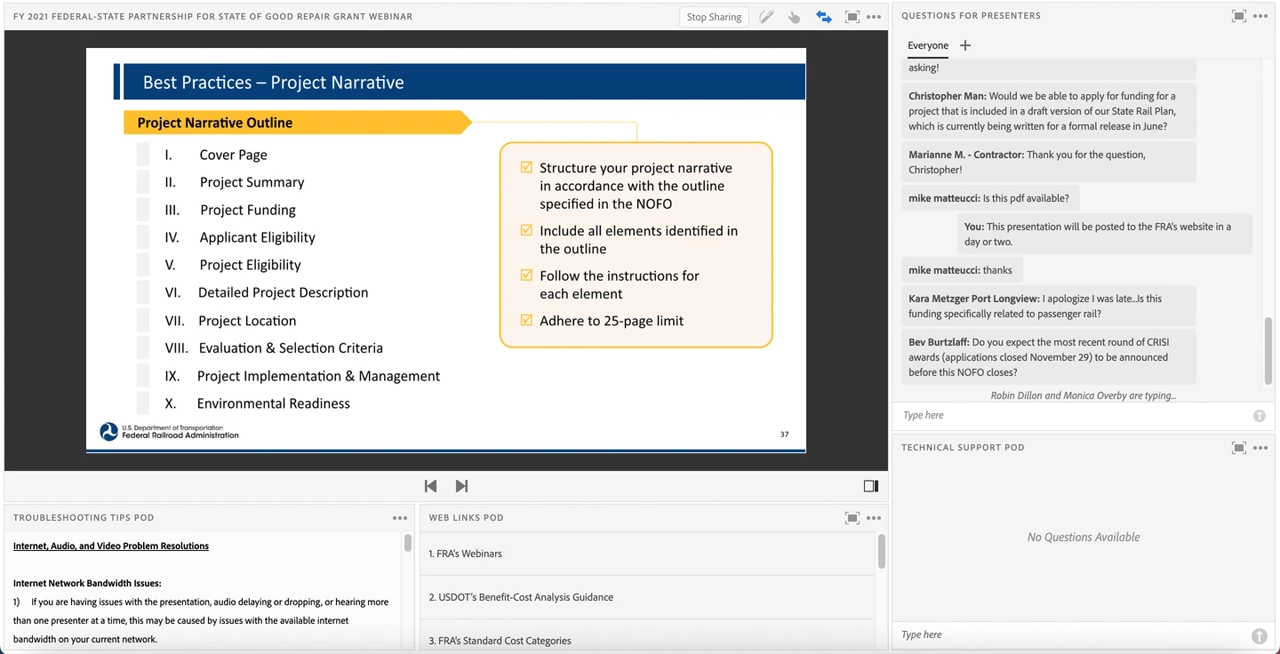 FY 2021 FEDERAL-STATE PARTNERSHIP FOR STATE OF GOOD REPAIR GRANT WEBINAR
Stop Sharing
Best Practices – Project Narrative
Project Narrative Outline
I. Cover Page
II. Project Summary
III. Project Funding
IV. Applicant Eligibility
V. Project Eligibility
VI. Detailed Project Description
VII. Project Location
VIII. Evaluation & Selection Criteria
IX. Project Implementation & Management
X. Environmental Readiness
Structure your project narrative
in accordance with the outline
specified in the NOFO
Include all elements identified in
the outline
Follow the instructions for
each element
Adhere to 25-page limit
U.S. Department of Transportation
Federal Railroad Administration
37
QUESTIONS FOR PRESENTERS
Everyone
asking!
Christopher Man: Would we be able to apply for funding for a
project that is included in a draft version of our State Rail Plan,
which is currently being written for a formal release in June?
Marianne M. - Contractor: Thank you for the question,
Christopher!
mike matteucci: Is this pdf available?
You: This presentation will be posted to the FRA's website in a
day or two.
mike matteucci: thanks
Kara Metzger Port Longview: I apologize I was late...Is this
funding specifically related to passenger rail?
Bev Burtzlaff: Do you expect the most recent round of CRISI
awards (applications closed November 29) to be announced
before this NOFO closes?
Robin Dillon and Monica Overby are typing...
Type here
TECHNICAL SUPPORT POD
No Questions Available
Type here
TROUBLESHOOTING TIPS POD
Internet, Audio, and Video Problem Resolutions
Internet Network Bandwidth Issues:
1) If you are having issues with the presentation, audio delaying or dropping, or hearing more
than one presenter at a time, this may be caused by issues with the available internet
bandwidth on your current network.
WEB LINKS POD
1. FRA's Webinars
2. USDOT's Benefit-Cost Analysis Guidance
3. FRA's Standard Cost Categories